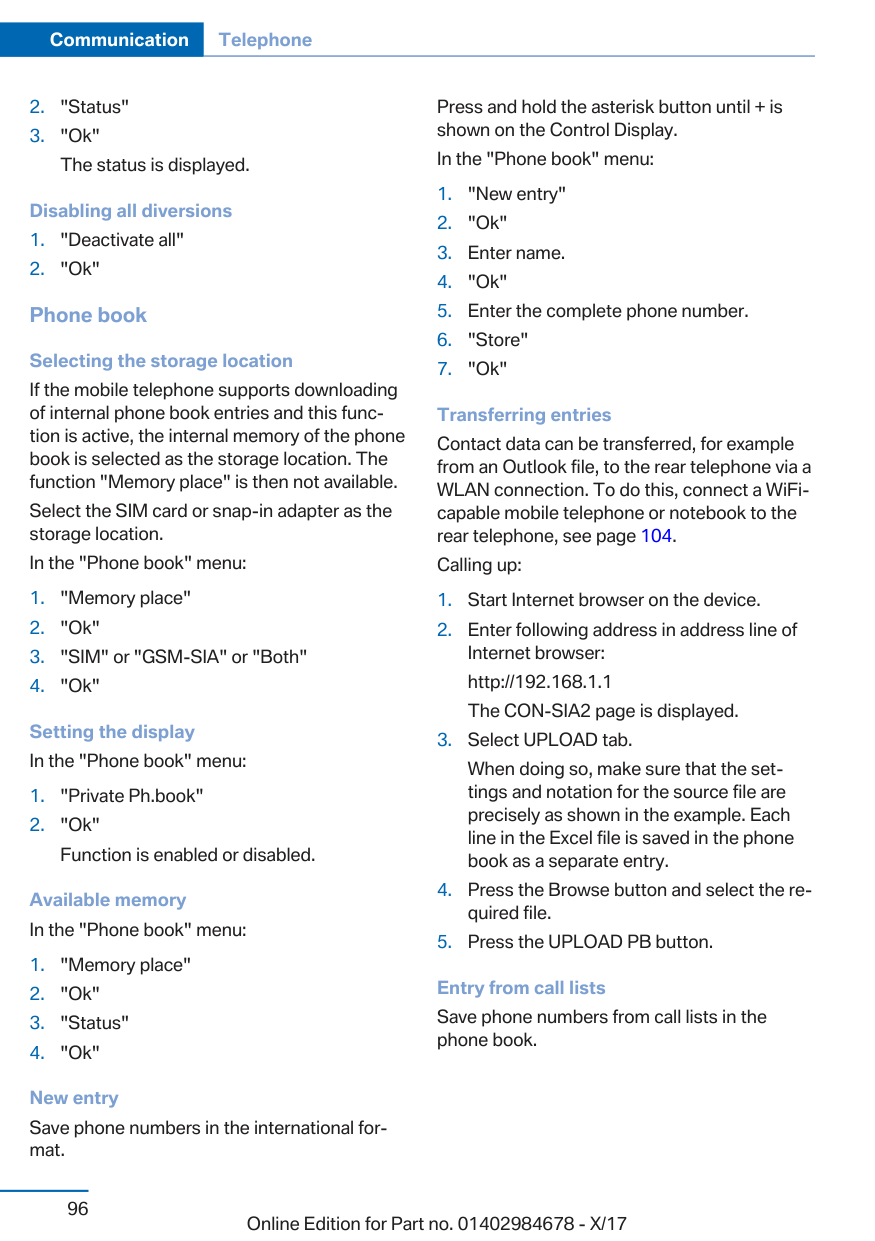 Communication Telephone
2. "Status"
3. "Ok"
The status is displayed.
Disabling all diversions
1. "Deactivate all"
2. "Ok"
Phone book
Selecting the storage location
If the mobile telephone supports downloading
of internal phone book entries and this func-
tion is active, the internal memory of the phone
book is selected as the storage location. The
function "Memory place" is then not available.
Select the SIM card or snap-in adapter as the
storage location.
In the "Phone book" menu:
1. "Memory place"
2. "Ok"
3. "SIM" or "GSM-SIA" or "Both"
4. "Ok"
Setting the display
In the "Phone book" menu:
1. "Private Ph.book"
2. "Ok"
Function is enabled or disabled.
Available memory
In the "Phone book" menu:
1. "Memory place"
2. "Ok"
3. "Status"
4. "Ok"
New entry
Save phone numbers in the international for-
mat.
Press and hold the asterisk button until + is
shown on the Control Display.
In the "Phone book" menu:
1. "New entry"
2. "Ok"
3. Enter name.
4. "Ok"
5. Enter the complete phone number.
6. "Store"
7. "Ok"
Transferring entries
Contact data can be transferred, for example
from an Outlook file, to the rear telephone via a
WLAN connection. To do this, connect a WiFi-
capable mobile telephone or notebook to the
rear telephone, see page 104.
Calling up:
1. Start Internet browser on the device.
2. Enter following address in address line of
Internet browser:
http://192.168.1.1
The CON-SIA2 page is displayed.
3. Select UPLOAD tab.
When doing so, make sure that the set-
tings and notation for the source file are
precisely as shown in the example. Each
line in the Excel file is saved in the phone
book as a separate entry.
4. Press the Browse button and select the re-
quired file.
5. Press the UPLOAD PB button.
Entry from call lists
Save phone numbers from call lists in the
phone book.
96
Online Edition for Part no. 01402984678 - X/17